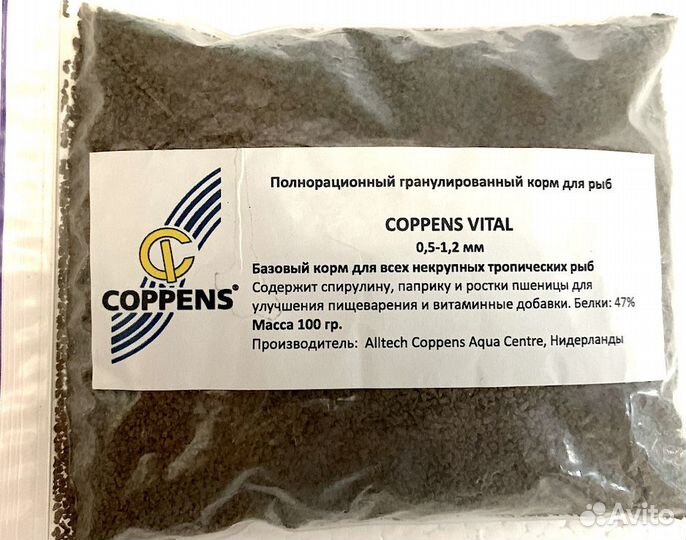 Полнорационный гранулированный корм для рыб
COPPENS VITAL
0,5-1,2 мм
Базовый корм для всех некрупных тропических рыб
Содержит спирулину, паприку и ростки пшеницы для
улучшения пищеварения и витаминные добавки. Белки: 47%
Масса 100 гр.
Производитель: Alltech Coppens Aqua Centre, Нидерланды
COPPENS®
Avito